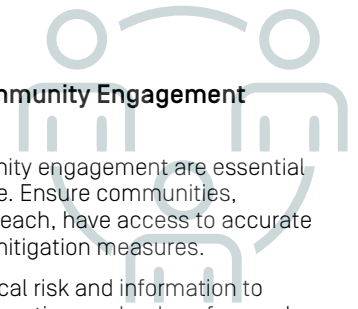 mmunity Engagement
nity engagement are essential
e. Ensure communities,
each, have access to accurate
mitigation measures.
cal risk and information to